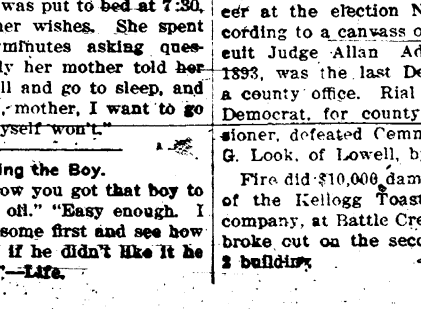 was put to bed at 7:30,
her wishes. She spent
minutes asking ques-
ly her mother told her
ll and go to sleep, and
, mother, I want to go
yself won't."
ing the Boy.
ow you got that boy to
oil." "Easy enough. I
some first and see how
if he didn't like it he
"—Life.
cer at the election N
cording to a canvass o
cuit Judge Allan Ad
1893, was the last De
a county office. Rial
Democrat, for county
sioner, defeated Cemm
G. Look, of Lowell, b
Fire did $10,000 dam
of the Kellogg Toast
company, at Battle Cre
broke out on the seco
2 building